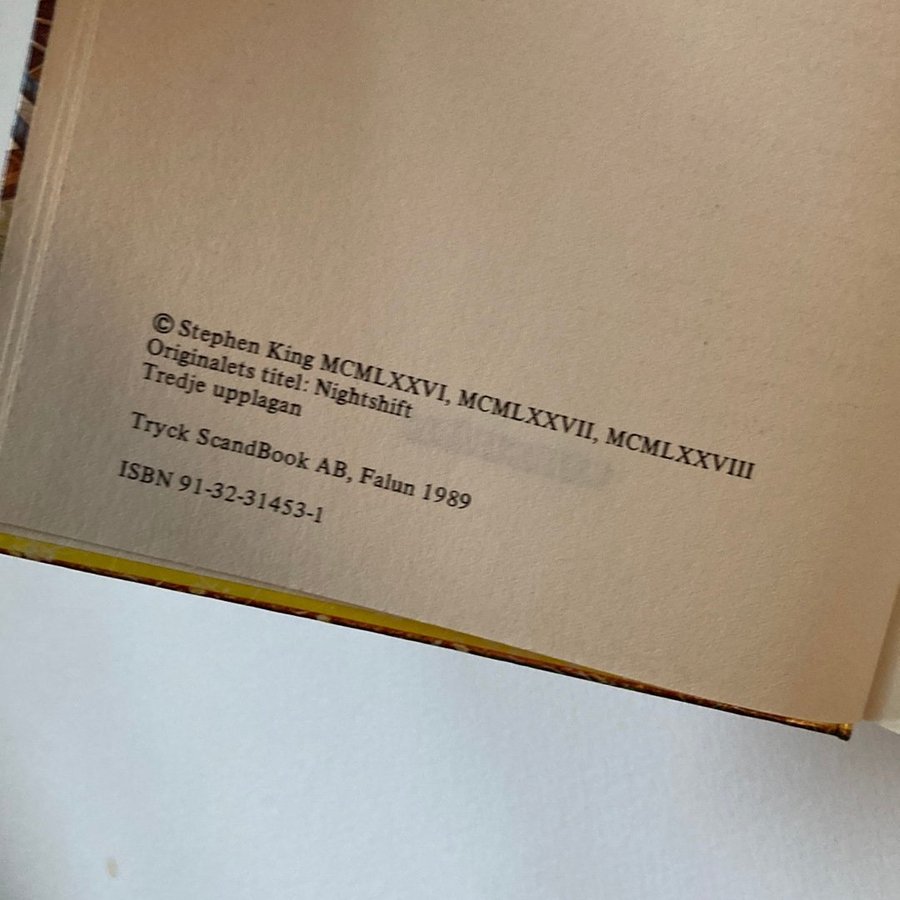 © Stephen King MCMLXXVI, MCMLXXVII, MCMLXXVIII
Originalets titel: Nightshift
Tredje upplagan
Tryck ScandBook AB, Falun 1989
ISBN 91-32-31453-1